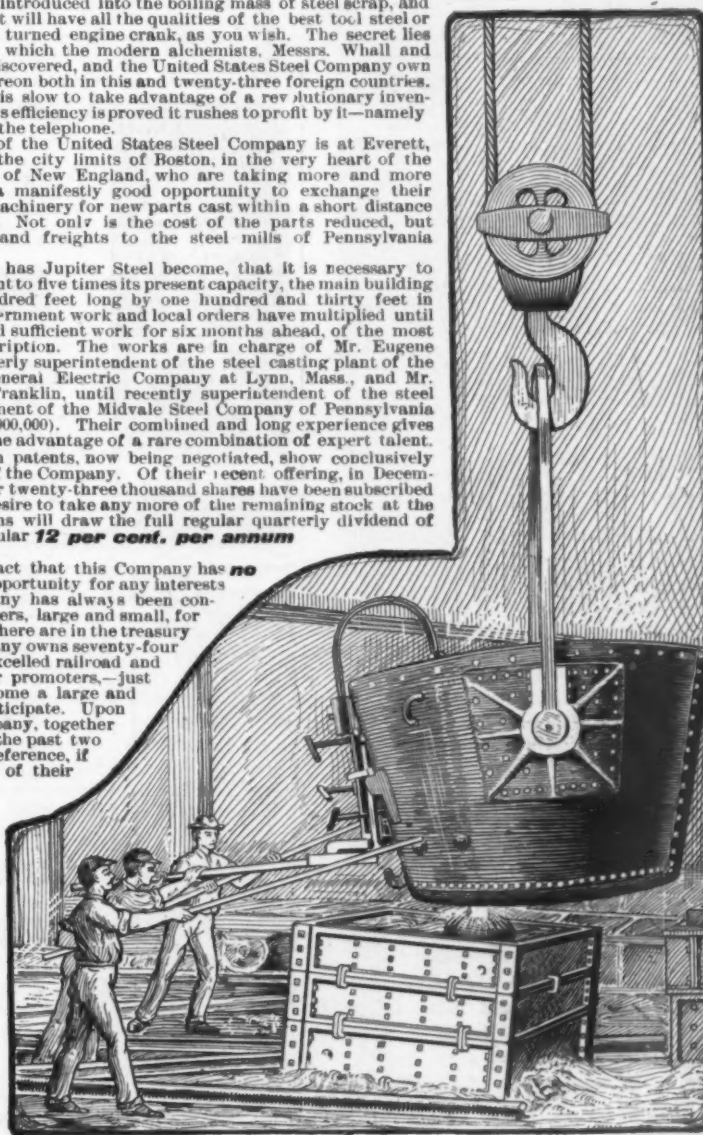 introduced into the boiling mass of steel scrap, and
t will have all the qualities of the best tool steel or
turned engine crank, as you wish. The secret lies
which the modern alchemists, Messrs. Whall and
scovered, and the United States Steel Company own
reon both in this and twenty-three foreign countries.
is slow to take advantage of a revolutionary inven-
s efficiency is proved it rushes to profit by it—namely
the telephone.
of the United States Steel Company is at Everett,
the city limits of Boston, in the very heart of the
of New England, who are taking more and more
a manifestly good opportunity to exchange their
achinery for new parts cast within a short distance
Not only is the cost of the parts reduced, but
and freights to the steel mills of Pennsylvania
has Jupiter Steel become, that it is necessary to
nt to five times its present capacity, the main building
dred feet long by one hundred and thirty feet in
ernment work and local orders have multiplied until
l sufficient work for six months ahead, of the most
ription. The works are in charge of Mr. Eugene
erly superintendent of the steel casting plant of the
eneral Electric Company at Lynn, Mass., and Mr.
Franklin, until recently superintendent of the steel
ment of the Midvale Steel Company of Pennsylvania
000,000). Their combined and long experience gives
he advantage of a rare combination of expert talent.
n patents, now being negotiated, show conclusively
f the Company. Of their recent offering, in Decem-
r twenty-three thousand shares have been subscribed
esire to take any more of the remaining stock at the
ns will draw the full regular quarterly dividend of
ular 12 per cent. per annum
act that this Company has no
pportunity for any interests
ny has always been con-
ers, large and small, for
here are in the treasury
ny owns seventy-four
xcelled railroad and
r promoters,—just
ome a large and
ticipate. Upon
pany, together
the past two
eference, if
of their